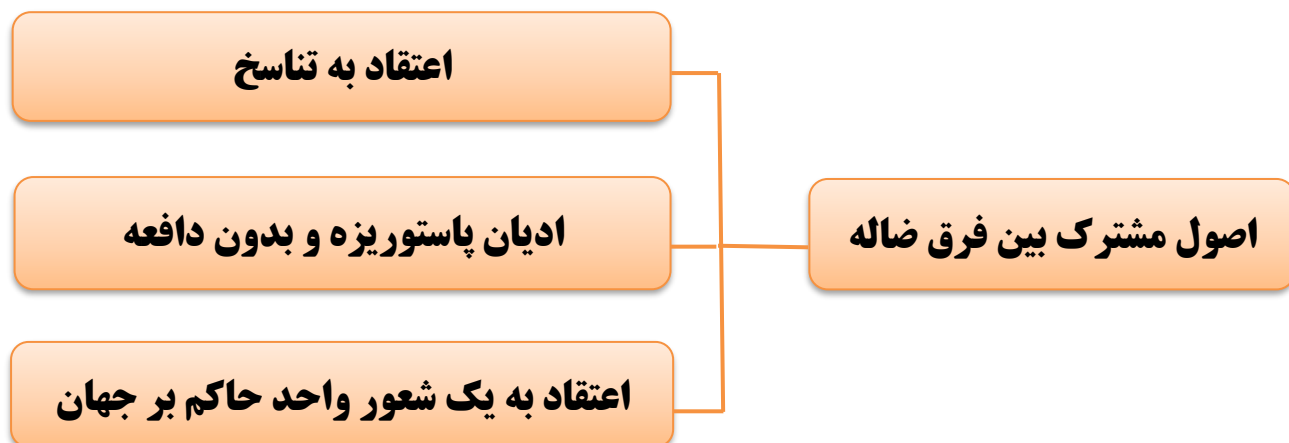 اصول مشترک بین فرق ضاله
اعتقاد به تناسخ
ادیان پاستوریزه و بدون دافعه
اعتقاد به یک شعور واحد حاکم بر جهان